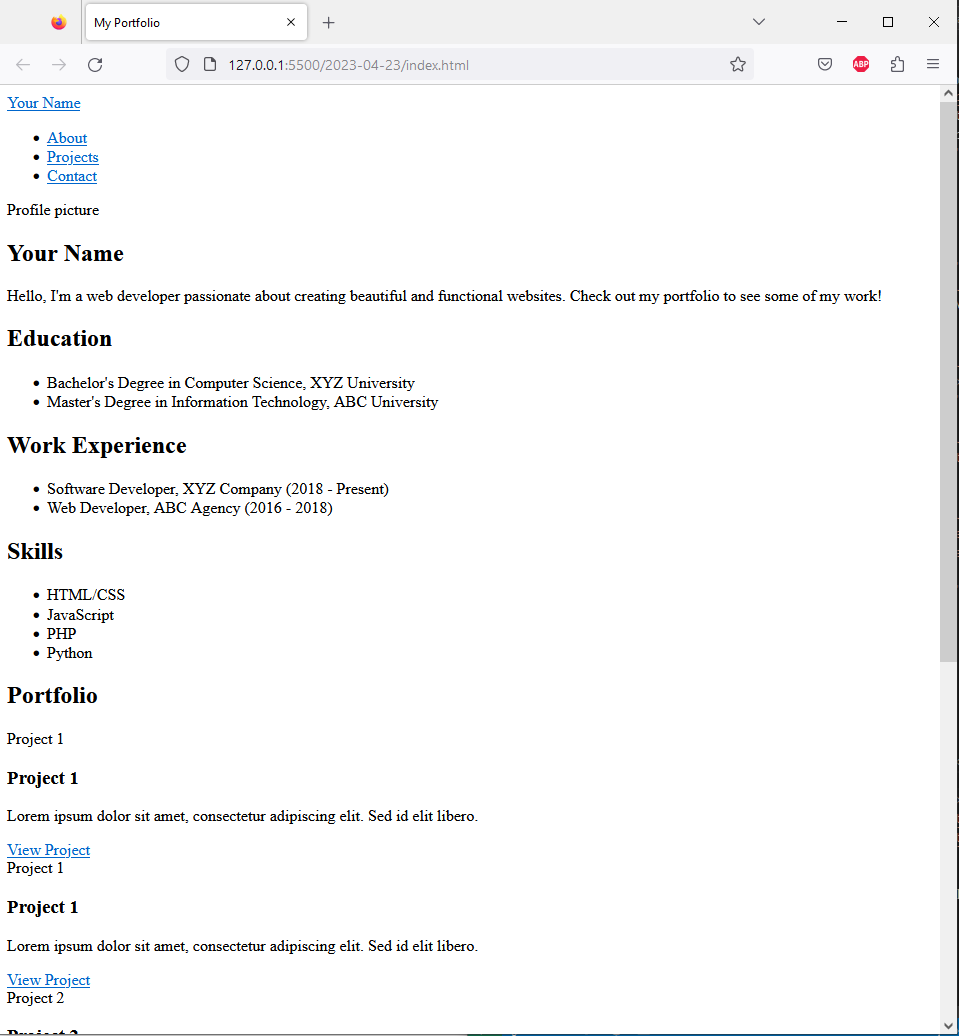 My Portfolio
127.0.0.1:5500/2023-04-23/index.html
ABP
Your Name
About
Projects
Contact
Profile picture
Your Name
Hello, I'm a web developer passionate about creating beautiful and functional websites. Check out my portfolio to see some of my work!
Education
Bachelor's Degree in Computer Science, XYZ University
Master's Degree in Information Technology, ABC University
Work Experience
Software Developer, XYZ Company (2018 - Present)
Web Developer, ABC Agency (2016 - 2018)
Skills
HTML/CSS
JavaScript
PHP
Python
Portfolio
Project 1
Project 1
Lorem ipsum dolor sit amet, consectetur adipiscing elit. Sed id elit libero.
View Project
Project 1
Project 1
Lorem ipsum dolor sit amet, consectetur adipiscing elit. Sed id elit libero.
View Project
Project 2
Project 2